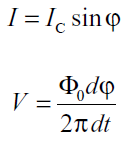 I = I_C sin φ
V = Φ_0 dφ / 2π dt